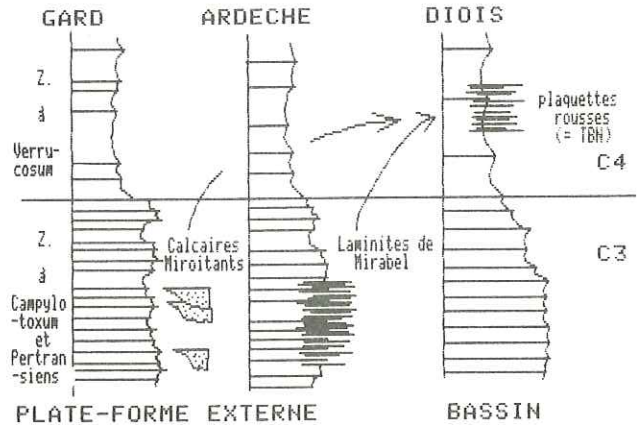 GARD ARDECHE DIOIS
Z.
à
Verru-
cosum
plaquettes
rousses
(= TBN)
C4
Calcaires
Miroitants
Laminites de
Mirabel
C3
Z.
à
Campylo
-toxum
et
Pertran
-siens
PLATE-FORME EXTERNE BASSIN